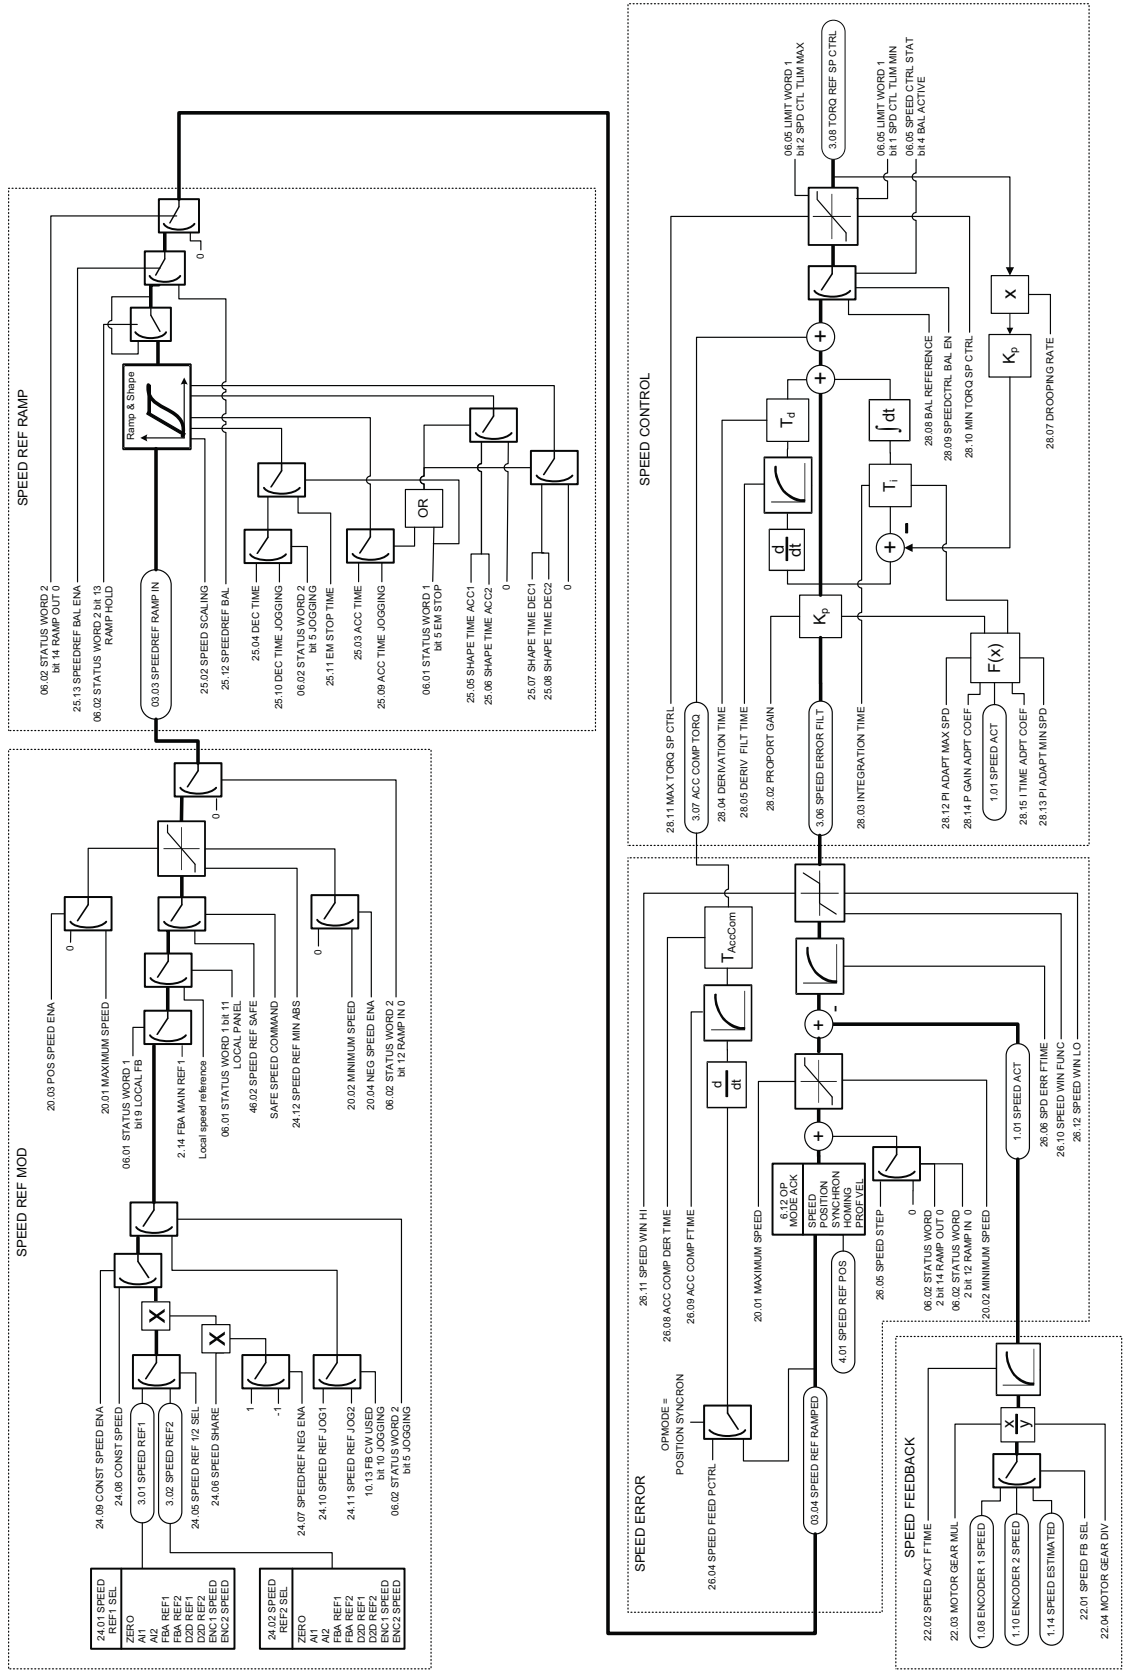 SPEED REF MOD
24.01 SPEED
REF1 SEL
ZERO
AI1
AI2
FBA REF1
FBA REF2
D2D REF1
D2D REF2
ENC1 SPEED
ENC2 SPEED
24.02 SPEED
REF2 SEL
ZERO
AI1
AI2
FBA REF1
FBA REF2
D2D REF1
D2D REF2
ENC1 SPEED
ENC2 SPEED
24.09 CONST SPEED ENA
24.08 CONST SPEED
3.01 SPEED REF1
3.02 SPEED REF2
24.05 SPEED REF 1/2 SEL
24.06 SPEED SHARE
X
X
1
-1
24.07 SPEEDREF NEG ENA
24.10 SPEED REF JOG1
24.11 SPEED REF JOG2
10.13 FB CW USED
bit 10 JOGGING
06.02 STATUS WORD 2
bit 5 JOGGING
20.03 POS SPEED ENA
0
20.01 MAXIMUM SPEED
06.01 STATUS WORD 1
bit 9 LOCAL FB
2.14 FBA MAIN REF1
Local speed reference
06.01 STATUS WORD 1 bit 11
LOCAL PANEL
46.02 SPEED REF SAFE
SAFE SPEED COMMAND
24.12 SPEED REF MIN ABS
0
20.02 MINIMUM SPEED
20.04 NEG SPEED ENA
06.02 STATUS WORD 2
bit 12 RAMP IN 0
0
SPEED REF RAMP
06.02 STATUS WORD 2
bit 14 RAMP OUT 0
25.13 SPEEDREF BAL ENA
06.02 STATUS WORD 2 bit 13
RAMP HOLD
03.03 SPEEDREF RAMP IN
Ramp & Shape
0
25.02 SPEED SCALING
25.12 SPEEDREF BAL
25.04 DEC TIME
25.10 DEC TIME JOGGING
06.02 STATUS WORD 2
bit 5 JOGGING
25.11 EM STOP TIME
25.03 ACC TIME
25.09 ACC TIME JOGGING
OR
06.01 STATUS WORD 1
bit 5 EM STOP
25.05 SHAPE TIME ACC1
25.06 SHAPE TIME ACC2
0
25.07 SHAPE TIME DEC1
25.08 SHAPE TIME DEC2
0
SPEED ERROR
OPMODE =
POSITION SYNCRON
26.04 SPEED FEED PCTRL
03.04 SPEED REF RAMPED
26.11 SPEED WIN HI
26.08 ACC COMP DER TIME
26.09 ACC COMP FTIME
20.01 MAXIMUM SPEED
6.12 OP
MODE ACK
SPEED
POSITION
SYNCHRON
HOMING
PROF VEL
4.01 SPEED REF POS
26.05 SPEED STEP
0
06.02 STATUS WORD
2 bit 14 RAMP OUT 0
06.02 STATUS WORD
2 bit 12 RAMP IN 0
20.02 MINIMUM SPEED
d
dt
TAccCom
+
+
-
1.01 SPEED ACT
26.06 SPD ERR FTIME
26.10 SPEED WIN FUNC
26.12 SPEED WIN LO
SPEED FEEDBACK
22.02 SPEED ACT FTIME
22.03 MOTOR GEAR MUL
1.08 ENCODER 1 SPEED
1.10 ENCODER 2 SPEED
1.14 SPEED ESTIMATED
22.01 SPEED FB SEL
22.04 MOTOR GEAR DIV
x
y
SPEED CONTROL
28.11 MAX TORQ SP CTRL
3.07 ACC COMP TORQ
28.04 DERIVATION TIME
28.05 DERIV FILT TIME
28.02 PROPORT GAIN
3.06 SPEED ERROR FILT
28.03 INTEGRATION TIME
28.12 PI ADAPT MAX SPD
28.14 P GAIN ADPT COEF
1.01 SPEED ACT
28.15 I TIME ADPT COEF
28.13 PI ADAPT MIN SPD
Kp
F(x)
d
dt
Td
+
-
Ti
∫ dt
+
+
28.08 BAL REFERENCE
28.09 SPEEDCTRL BAL EN
28.10 MIN TORQ SP CTRL
28.07 DROOPING RATE
Kp
X
06.05 LIMIT WORD 1
bit 2 SPD CTL TLIM MAX
3.08 TORQ REF SP CTRL
06.05 LIMIT WORD 1
bit 1 SPD CTL TLIM MIN
06.05 SPEED CTRL STAT
bit 4 BAL ACTIVE